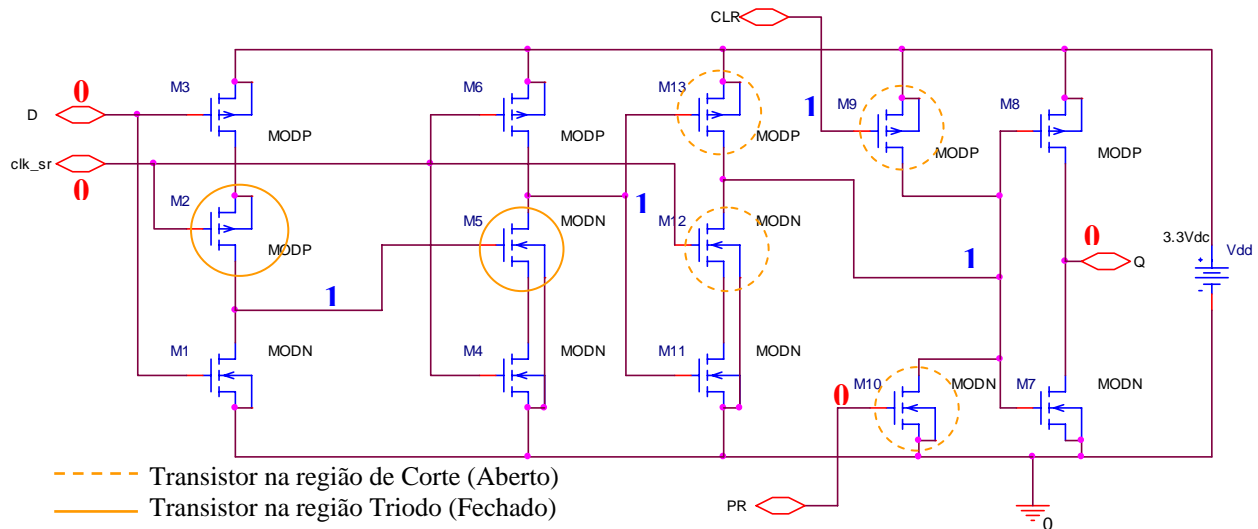 CLR
0
M3
M6
M13
1
M9
M8
D
MODP
MODP
MODP
MODP
MODP
clk_sr
0
M2
1
M5
MODN
M12
MODN
0
3.3Vdc
Vdd
MODP
1
Q
1
M1
MODN
M4
MODN
M11
MODN
0
M10
MODN
M7
MODN
Transistor na região de Corte (Aberto)
Transistor na região Triodo (Fechado)
PR
0